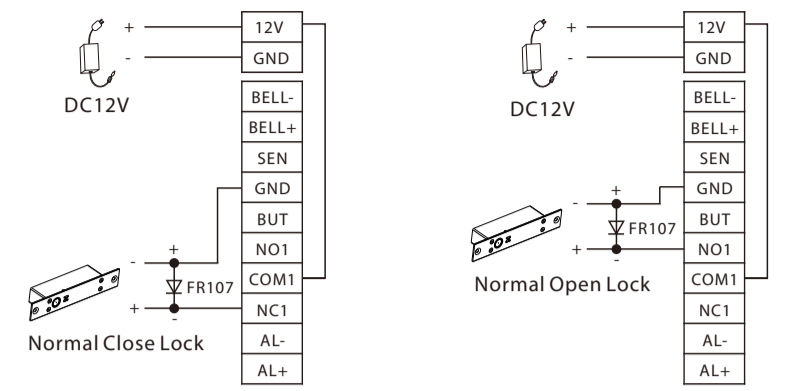 + 12V
- GND
DC12V
BELL-
BELL+
SEN
GND
BUT
NO1
COM1
NC1
AL-
AL+
+
-
FR107
+
-
Normal Close Lock
+ 12V
- GND
DC12V
BELL-
BELL+
SEN
GND
BUT
NO1
COM1
NC1
AL-
AL+
+
-
FR107
+
-
Normal Open Lock